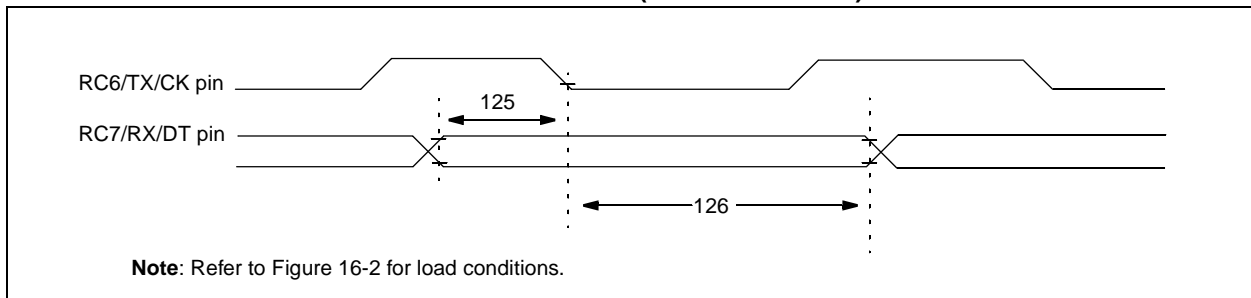 RC6/TX/CK pin
125
RC7/RX/DT pin
126
Note: Refer to Figure 16-2 for load conditions.